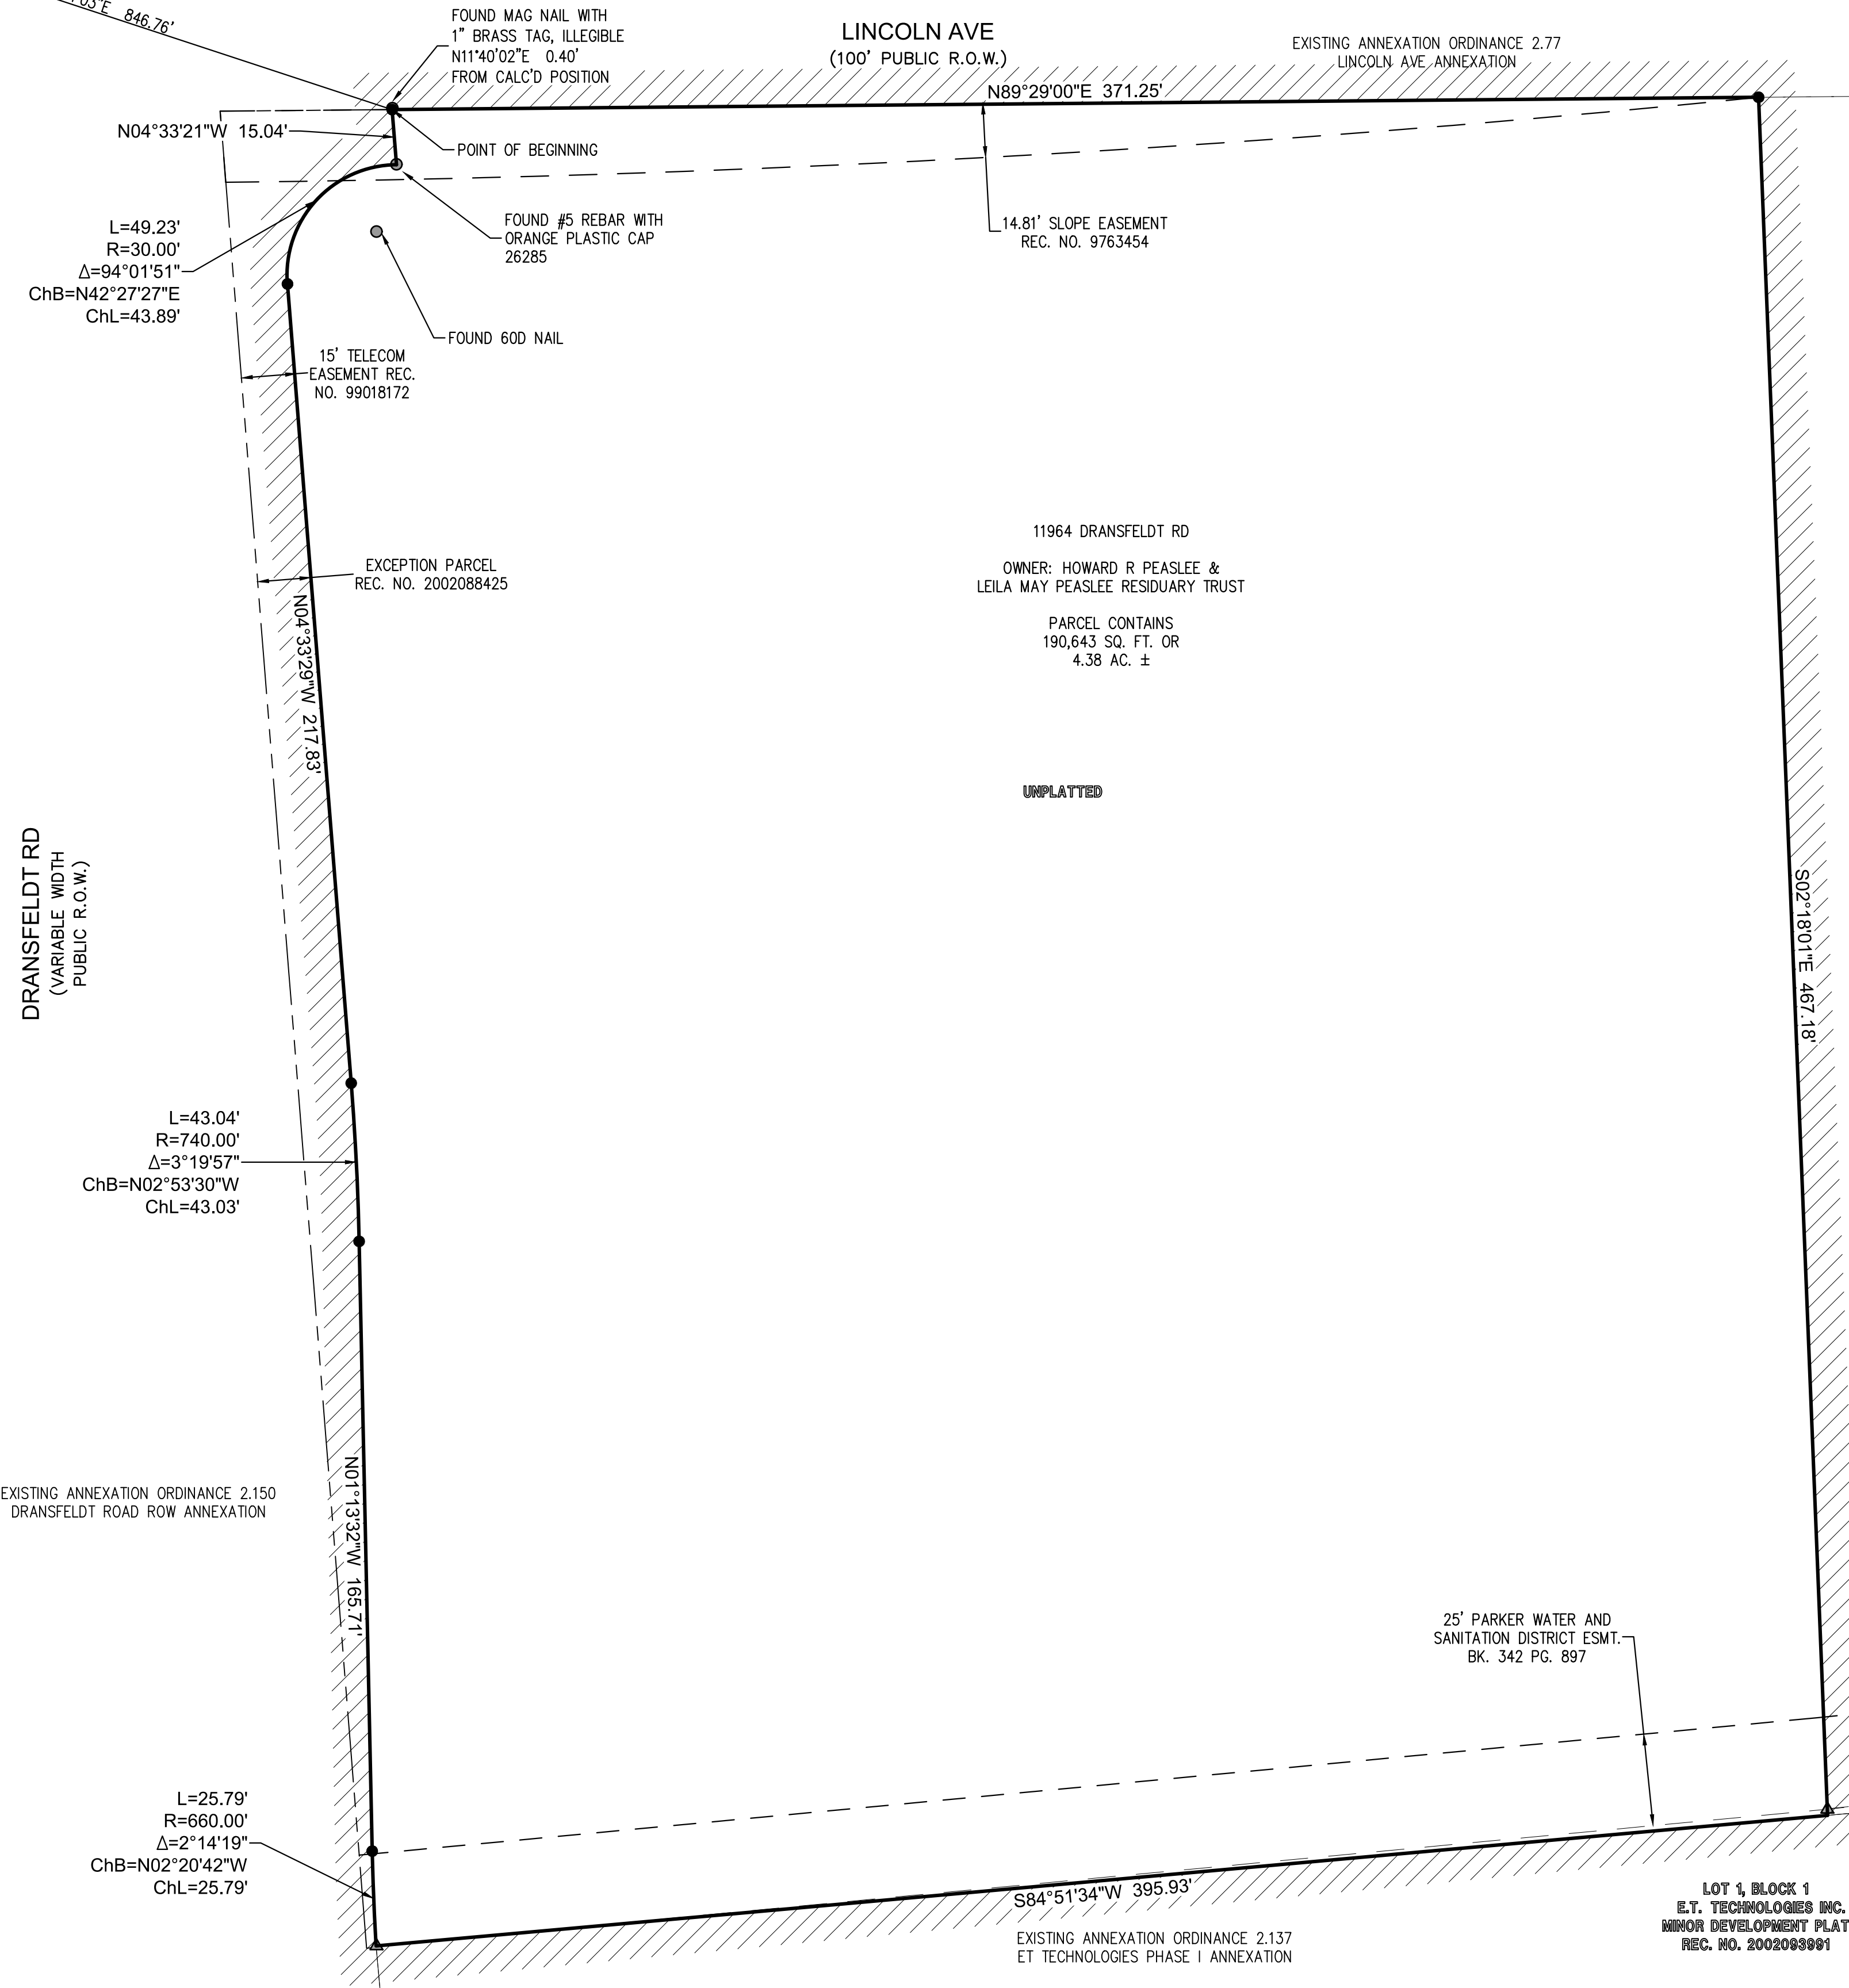 846.76'
FOUND MAG NAIL WITH
1" BRASS TAG, ILLEGIBLE
N11°40'02"E 0.40'
FROM CALC'D POSITION
LINCOLN AVE
(100' PUBLIC R.O.W.)
EXISTING ANNEXATION ORDINANCE 2.77
LINCOLN AVE ANNEXATION
N89°29'00"E 371.25'
N04°33'21"W 15.04'
POINT OF BEGINNING
L=49.23'
R=30.00'
Δ=94°01'51"
ChB=N42°27'27"E
ChL=43.89'
FOUND #5 REBAR WITH
ORANGE PLASTIC CAP
26285
14.81' SLOPE EASEMENT
REC. NO. 9763454
FOUND 60D NAIL
15' TELECOM
EASEMENT REC.
NO. 99018172
EXCEPTION PARCEL
REC. NO. 2002088425
11964 DRANSFELDT RD
OWNER: HOWARD R PEASLEE &
LEILA MAY PEASLEE RESIDUARY TRUST
PARCEL CONTAINS
190,643 SQ. FT. OR
4.38 AC. ±
UNPLATTED
N04°33'29"W 217.83'
DRANSFELDT RD
(VARIABLE WIDTH
PUBLIC R.O.W.)
S02°18'01"E 467.18'
L=43.04'
R=740.00'
Δ=3°19'57"
ChB=N02°53'30"W
ChL=43.03'
EXISTING ANNEXATION ORDINANCE 2.150
DRANSFELDT ROAD ROW ANNEXATION
N01°13'32"W 165.71'
25' PARKER WATER AND
SANITATION DISTRICT ESMT.
BK. 342 PG. 897
L=25.79'
R=660.00'
Δ=2°14'19"
ChB=N02°20'42"W
ChL=25.79'
S84°51'34"W 395.93'
EXISTING ANNEXATION ORDINANCE 2.137
ET TECHNOLOGIES PHASE I ANNEXATION
LOT 1, BLOCK 1
E.T. TECHNOLOGIES INC.
MINOR DEVELOPMENT PLAT
REC. NO. 2002093991